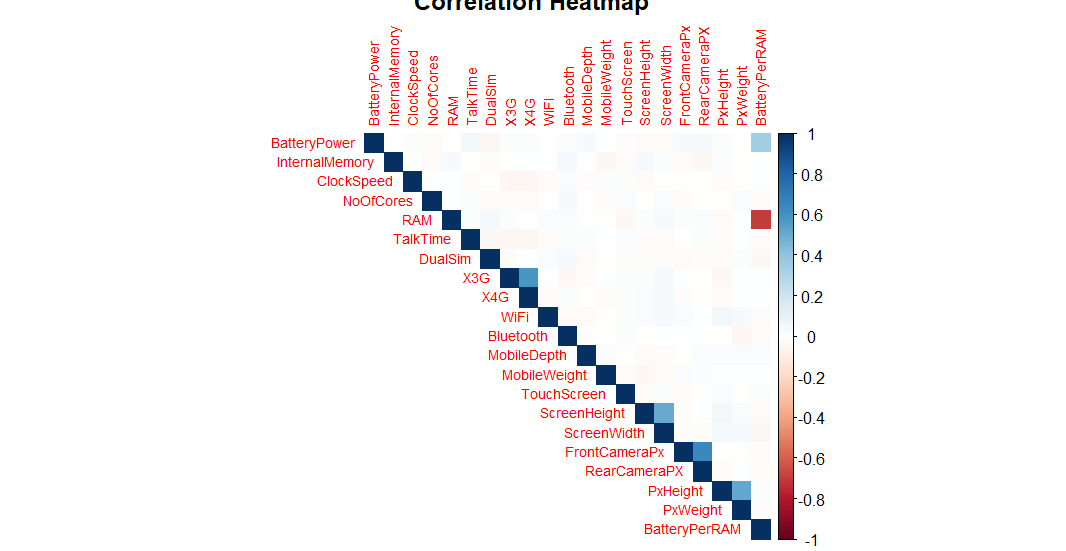 Correlation Heatmap
BatteryPower
InternalMemory
ClockSpeed
NoOfCores
RAM
TalkTime
DualSim
X3G
X4G
WiFi
Bluetooth
MobileDepth
MobileWeight
TouchScreen
ScreenHeight
ScreenWidth
FrontCameraPx
RearCameraPX
PxHeight
PxWeight
BatteryPerRAM
BatteryPower
InternalMemory
ClockSpeed
NoOfCores
RAM
TalkTime
DualSim
X3G
X4G
WiFi
Bluetooth
MobileDepth
MobileWeight
TouchScreen
ScreenHeight
ScreenWidth
FrontCameraPx
RearCameraPX
PxHeight
PxWeight
BatteryPerRAM
1
0.8
0.6
0.4
0.2
0
-0.2
-0.4
-0.6
-0.8
-1